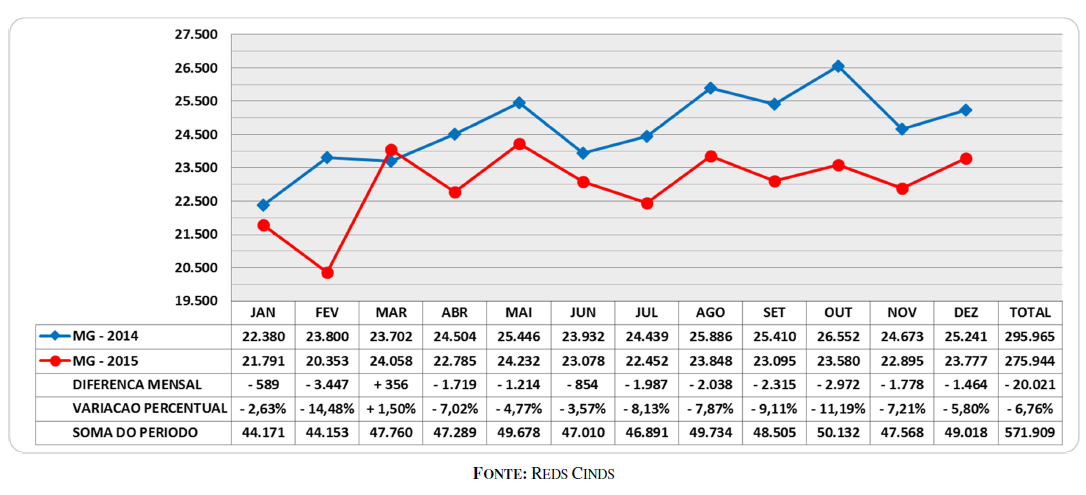 27.500
26.500
25.500
24.500
23.500
22.500
21.500
20.500
19.500
JAN FEV MAR ABR MAI JUN JUL AGO SET OUT NOV DEZ TOTAL
MG - 2014 22.380 23.800 23.702 24.504 25.446 23.932 24.439 25.886 25.410 26.552 24.673 25.241 295.965
MG - 2015 21.791 20.353 24.058 22.785 24.232 23.078 22.452 23.848 23.095 23.580 22.895 23.777 275.944
DIFERENCA MENSAL - 589 - 3.447 + 356 - 1.719 - 1.214 - 854 - 1.987 - 2.038 - 2.315 - 2.972 - 1.778 - 1.464 - 20.021
VARIACAO PERCENTUAL - 2,63% - 14,48% + 1,50% - 7,02% - 4,77% - 3,57% - 8,13% - 7,87% - 9,11% - 11,19% - 7,21% - 5,80% - 6,76%
SOMA DO PERIODO 44.171 44.153 47.760 47.289 49.678 47.010 46.891 49.734 48.505 50.132 47.568 49.018 571.909
FONTE: REDS CINDS